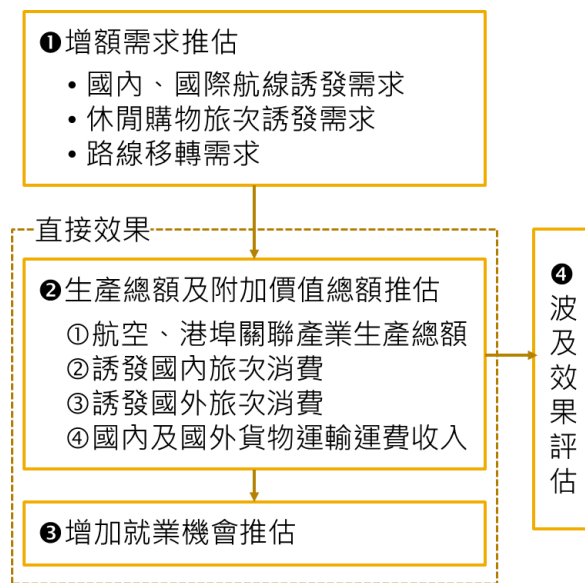 ❶增額需求推估
•國內、國際航線誘發需求
•休閒購物旅次誘發需求
•路線移轉需求
直接效果
❷生產總額及附加價值總額推估
①航空、港埠關聯產業生產總額
②誘發國內旅次消費
③誘發國外旅次消費
④國內及國外貨物運輸運費收入
❸增加就業機會推估
❹
波
及
效
果
評
估